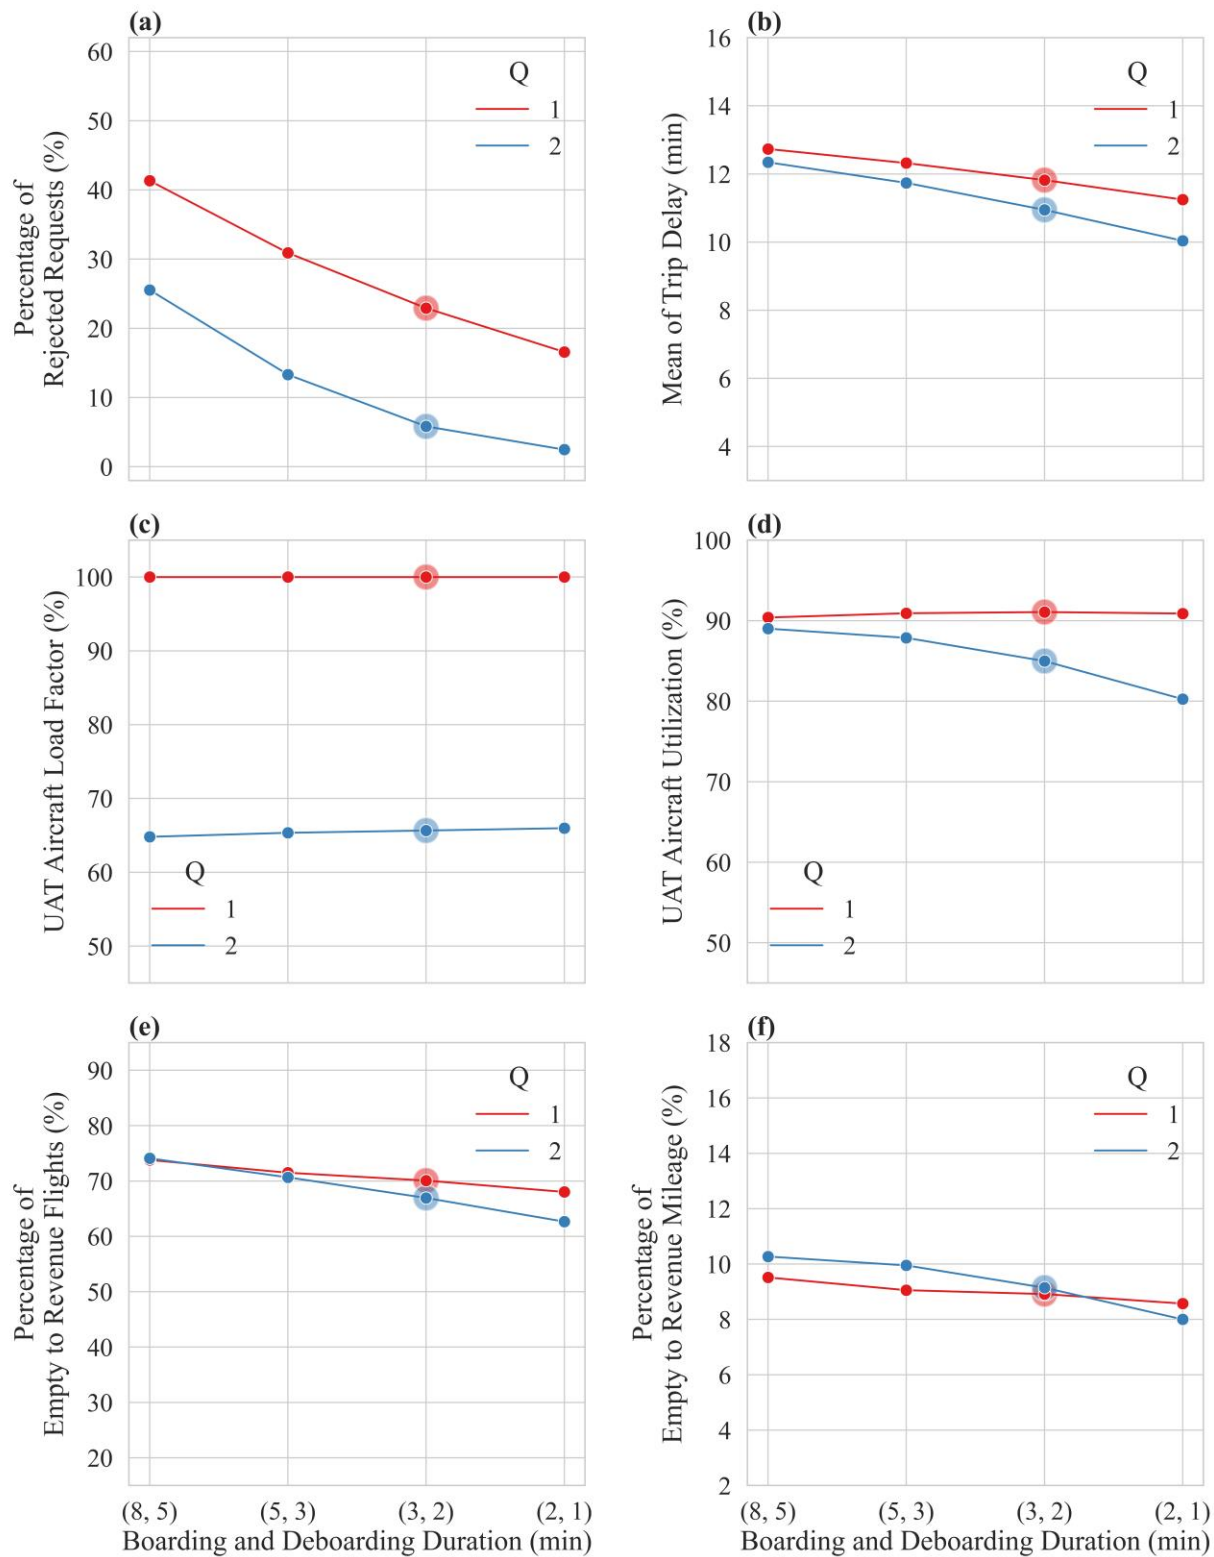 (a)
60
50
40
30
20
10
0
Percentage of
Rejected Requests (%)
Q
1
2
(b)
16
14
12
10
8
6
4
Mean of Trip Delay (min)
Q
1
2
(c)
100
90
80
70
60
50
UAT Aircraft Load Factor (%)
Q
1
2
(d)
100
90
80
70
60
50
UAT Aircraft Utilization (%)
Q
1
2
(e)
90
80
70
60
50
40
30
20
Percentage of
Empty to Revenue Flights (%)
Q
1
2
(8, 5) (5, 3) (3, 2) (2, 1)
Boarding and Deboarding Duration (min)
(f)
18
16
14
12
10
8
6
4
2
Percentage of
Empty to Revenue Mileage (%)
Q
1
2
(8, 5) (5, 3) (3, 2) (2, 1)
Boarding and Deboarding Duration (min)